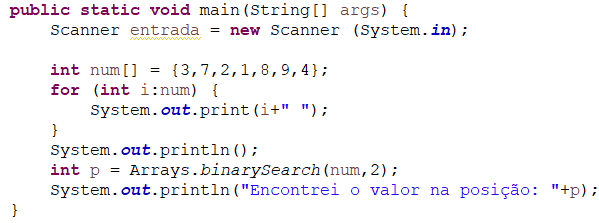 public static void main(String[] args) {
    Scanner entrada = new Scanner (System.in);
    int num[] = {3,7,2,1,8,9,4};
    for (int i:num) {
        System.out.print(i+" ");
    }
    System.out.println();
    int p = Arrays.binarySearch(num,2);
    System.out.println("Encontrei o valor na posição: "+p);
}